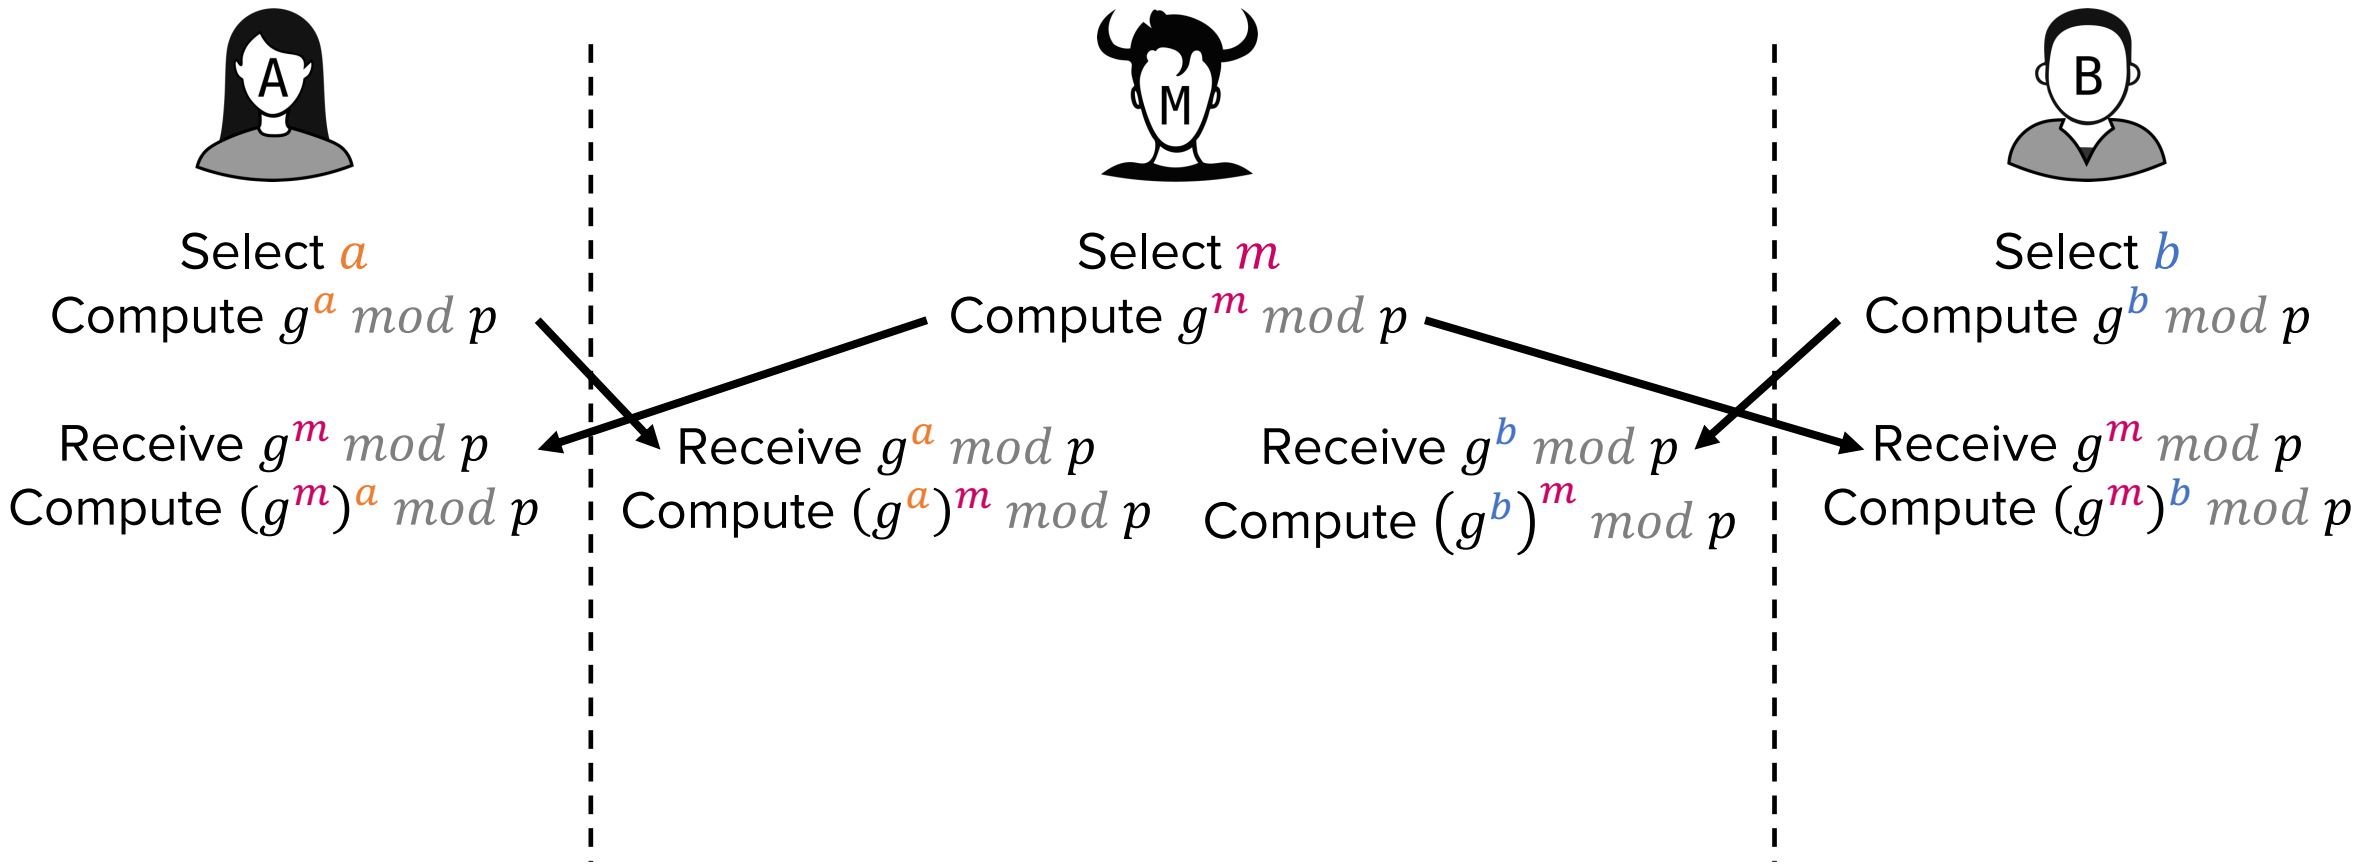 A
Select a
Compute g^a mod p
Receive g^m mod p
Compute (g^m)^a mod p
M
Select m
Compute g^m mod p
Receive g^a mod p
Compute (g^a)^m mod p
Receive g^b mod p
Compute (g^b)^m mod p
B
Select b
Compute g^b mod p
Receive g^m mod p
Compute (g^m)^b mod p